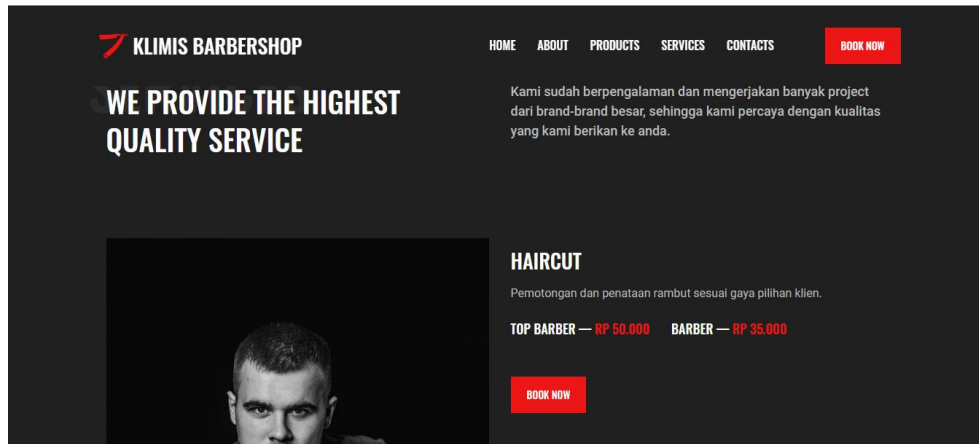 KLIMIS BARBERSHOP
HOME ABOUT PRODUCTS SERVICES CONTACTS BOOK NOW
WE PROVIDE THE HIGHEST
QUALITY SERVICE
Kami sudah berpengalaman dan mengerjakan banyak project
dari brand-brand besar, sehingga kami percaya dengan kualitas
yang kami berikan ke anda.
HAIRCUT
Pemotongan dan penataan rambut sesuai gaya pilihan klien.
TOP BARBER — RP 50.000 BARBER — RP 35.000
BOOK NOW